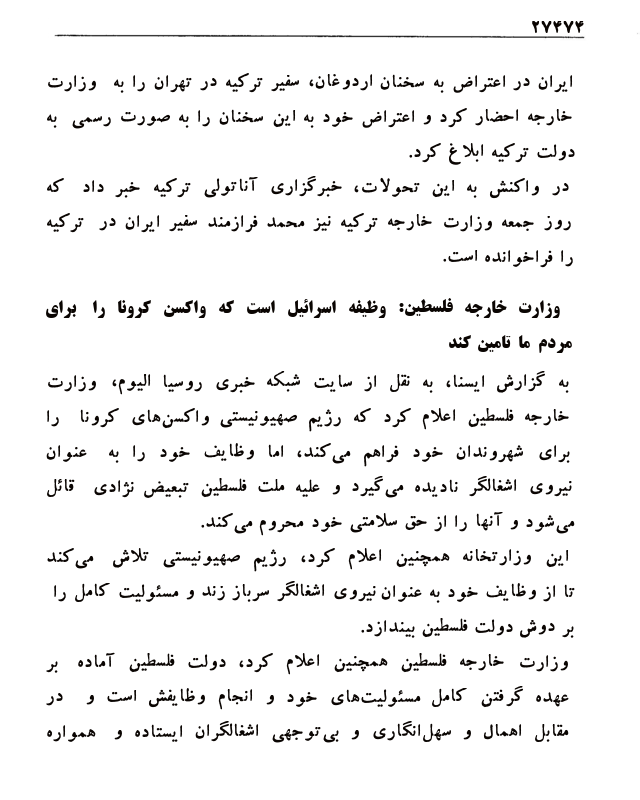 ۲۷۴۷۴
ایران در اعتراض به سخنان اردوغان، سفیر ترکیه در تهران را به وزارت
خارجه احضار کرد و اعتراض خود به این سخنان را به صورت رسمی به
دولت ترکیه ابلاغ کرد.
در واکنش به این تحولات، خبرگزاری آناتولی ترکیه خبر داد که
روز جمعه وزارت خارجه ترکیه نیز محمد فرازمند سفیر ایران در ترکیه
را فراخوانده است.
وزارت خارجه فلسطین: وظیفه اسرائیل است که واکسن کرونا را برای
مردم ما تامین کند
به گزارش ایسنا، به نقل از سایت شبکه خبری روسیا الیوم، وزارت
خارجه فلسطین اعلام کرد که رژیم صهیونیستی واکسن‌های کرونا را
برای شهروندان خود فراهم می‌کند، اما وظایف خود را به عنوان
نیروی اشغالگر نادیده می‌گیرد و علیه ملت فلسطین تبعیض نژادی قائل
می‌شود و آنها را از حق سلامتی خود محروم می‌کند.
این وزارتخانه همچنین اعلام کرد، رژیم صهیونیستی تلاش می‌کند
تا از وظایف خود به عنوان نیروی اشغالگر سرباز زند و مسئولیت کامل را
بر دوش دولت فلسطین بیندازد.
وزارت خارجه فلسطین همچنین اعلام کرد، دولت فلسطین آماده بر
عهده گرفتن کامل مسئولیت‌های خود و انجام وظایفش است و در
مقابل اهمال و سهل‌انگاری و بی‌توجهی اشغالگران ایستاده و همواره